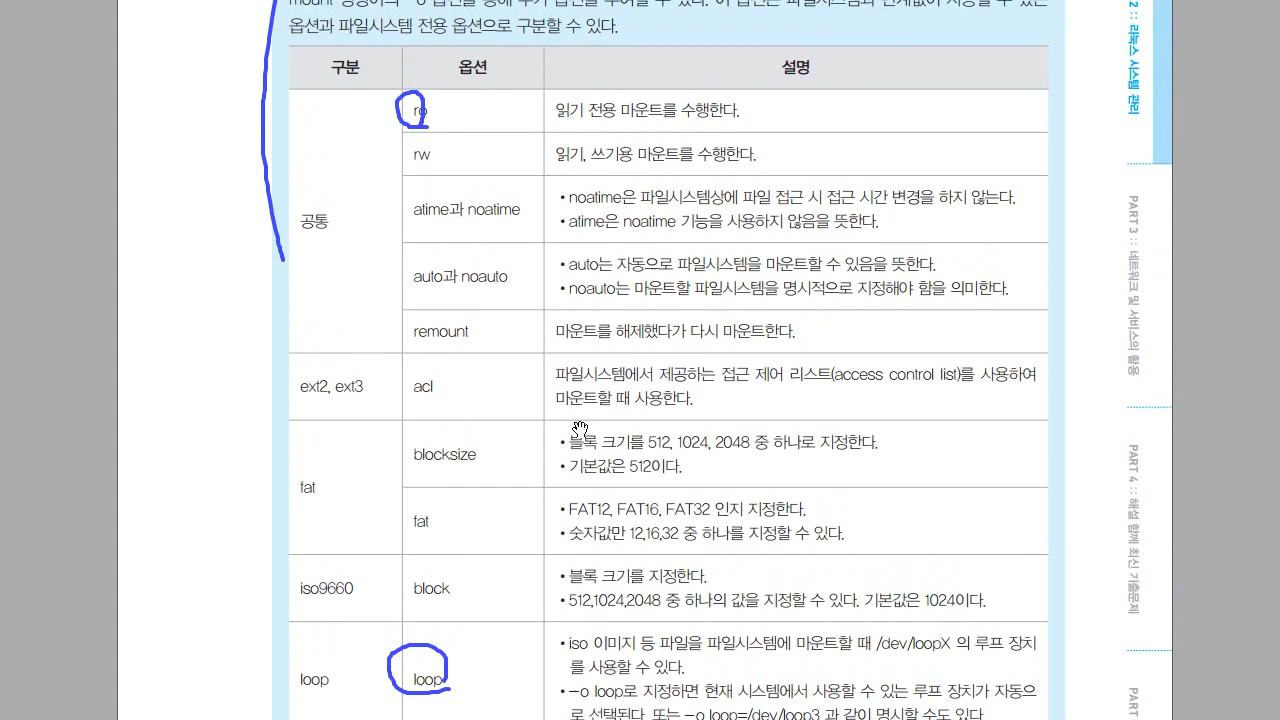 옵션과 파일시스템 전용 옵션으로 구분할 수 있다.
구분 옵션 설명
공통
ro 읽기 전용 마운트를 수행한다.
rw 읽기, 쓰기용 마운트를 수행한다.
atime과 noatime
• noatime은 파일시스템상에 파일 접근 시 접근 시간 변경을 하지 않는다.
• atime은 noatime 기능을 사용하지 않음을 뜻한다.
과 noauto
• auto는 자동으로 파일시스템을 마운트할 수 있음을 뜻한다.
• noauto는 마운트할 파일시스템을 명시적으로 지정해야 함을 의미한다.
마운트를 해제했다가 다시 마운트한다.
ext2, ext3 acl
파일시스템에서 제공하는 접근 제어 리스트(access control list)를 사용하여
마운트할 때 사용한다.
fat
blocksize
• 블록 크기를 512, 1024, 2048 중 하나로 지정한다.
• 기본값은 512이다.
fat
• FAT12, FAT16, FAT32 인지 지정한다.
• 숫자만 12,16,32 중 하나를 지정할 수 있다.
iso9660 block
• 블록 크기를 지정한다.
• 512,1024,2048 중 하나의 값을 지정할 수 있다. 기본값은 1024이다.
loop loop
• iso 이미지 등 파일을 파일시스템에 마운트할 때 /dev/loopX 의 루프 장치
를 사용할 수 있다.
• -o loop로 지정하면 현재 시스템에서 사용할 수 있는 루프 장치가 자동으
로 선택된다. 또는
2 :: 리눅스 시스템 관리
PART 3 :: 네트워크 및 서비스의 활용
PART 4 :: 해설 함께 최신 기출문제
PART